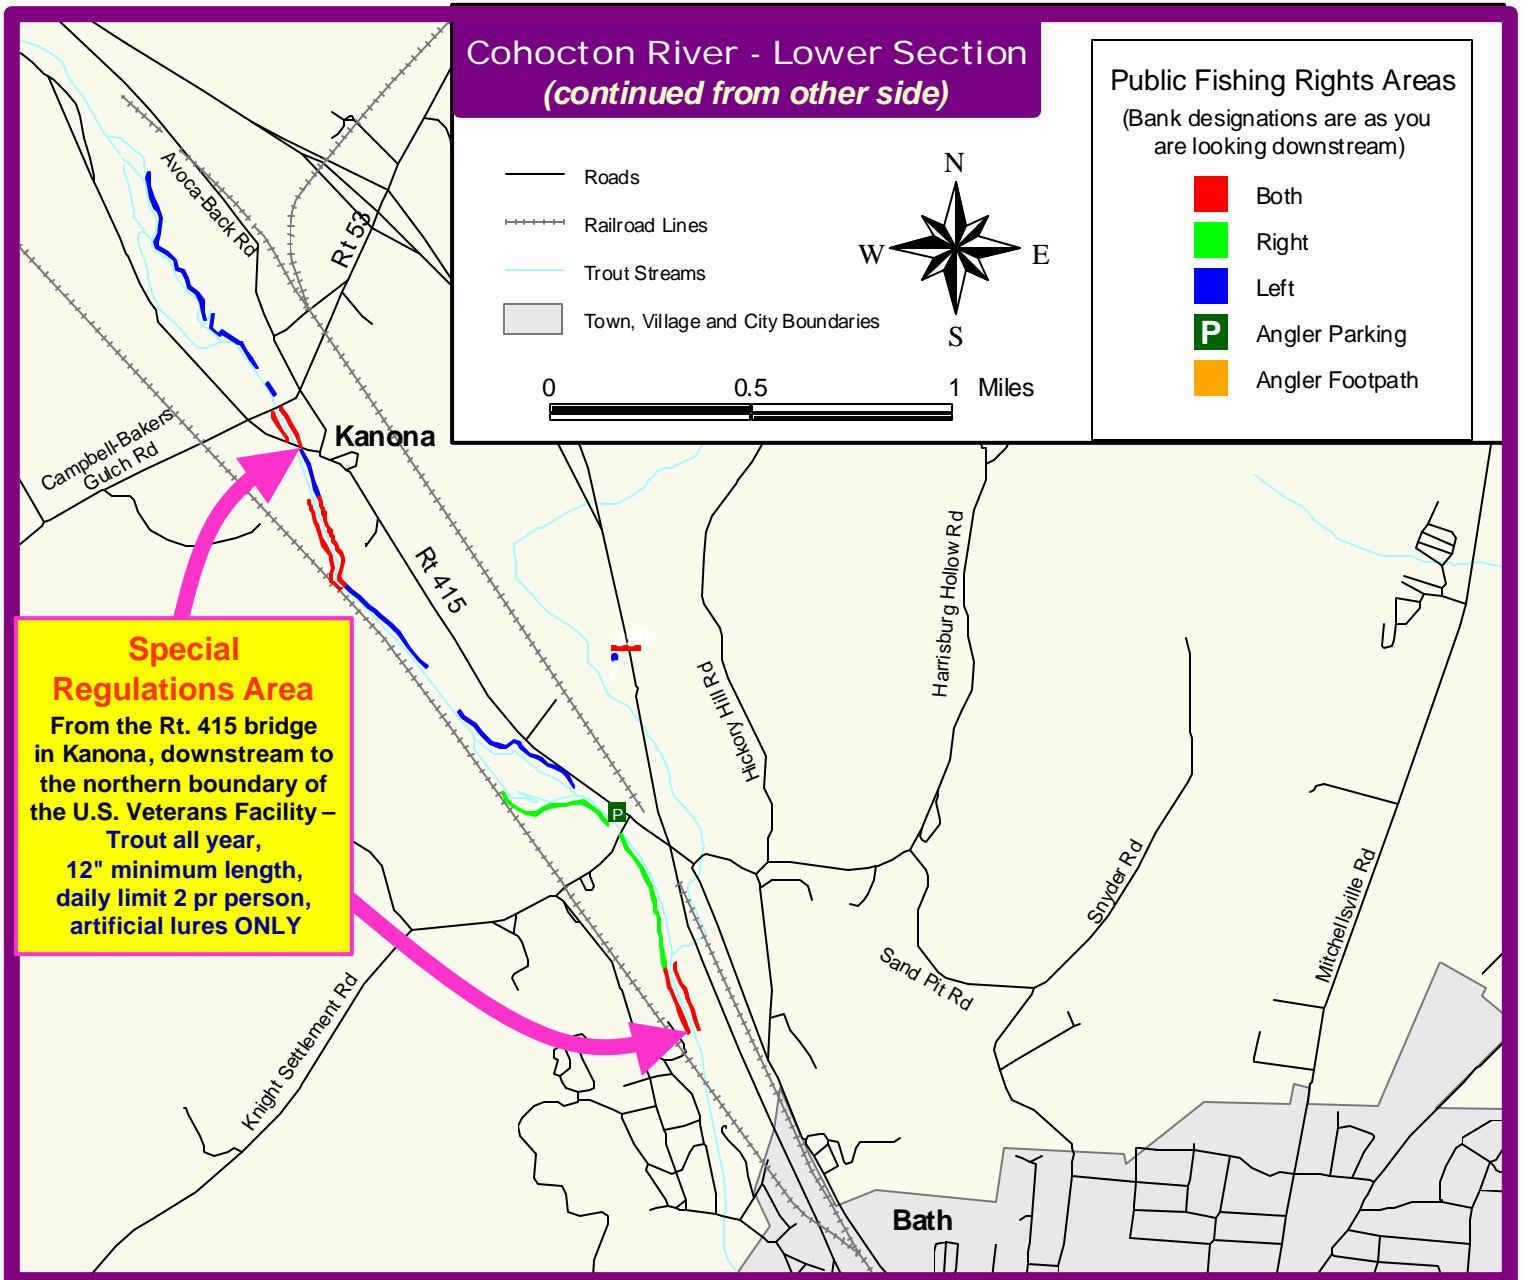 Cohocton River - Lower Section
(continued from other side)
Public Fishing Rights Areas
(Bank designations are as you
are looking downstream)
Both
Right
Left
P Angler Parking
Angler Footpath
Roads
Railroad Lines
Trout Streams
Town, Village and City Boundaries
N
W E
S
0 0.5 1 Miles
Avoca-Back Rd
Rt 53
Kanona
Campbell-Bakers
Gulch Rd
Rt 415
Harrisburg Hollow Rd
Hickory Hill Rd
Special
Regulations Area
From the Rt. 415 bridge
in Kanona, downstream to
the northern boundary of
the U.S. Veterans Facility –
Trout all year,
12" minimum length,
daily limit 2 pr person,
artificial lures ONLY
P
Snyder Rd
Mitchellsville Rd
Sand Pit Rd
Knight Settlement Rd
Bath